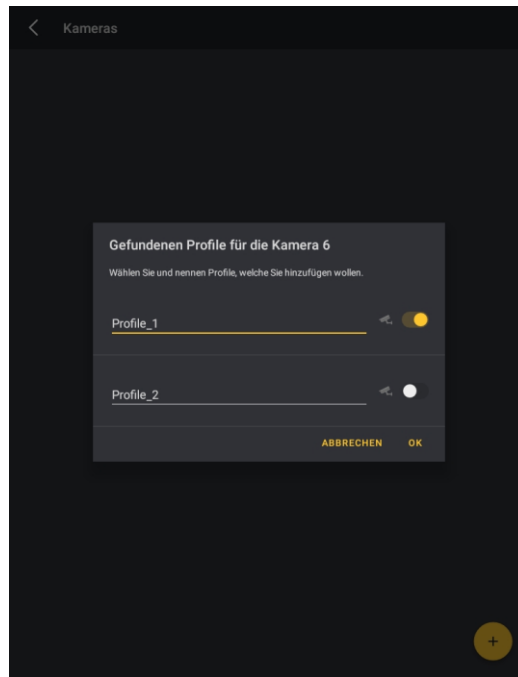 Kameras
Gefundenen Profile für die Kamera 6
Wählen Sie und nennen Profile, welche Sie hinzufügen wollen.
Profile_1
Profile_2
ABBRECHEN OK
+